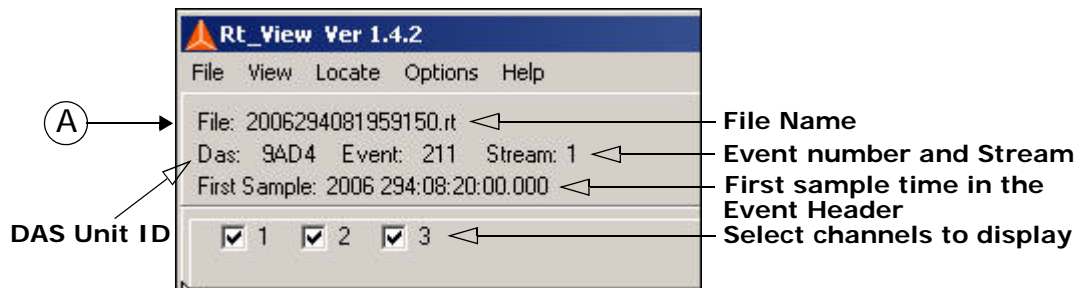 Rt_View Ver 1.4.2
File View Locate Options Help
A
File: 2006294081959150.rt
File Name
Das: 9AD4 Event: 211 Stream: 1
Event number and Stream
First Sample: 2006 294:08:20:00.000
First sample time in the
Event Header
DAS Unit ID
1 2 3
Select channels to display